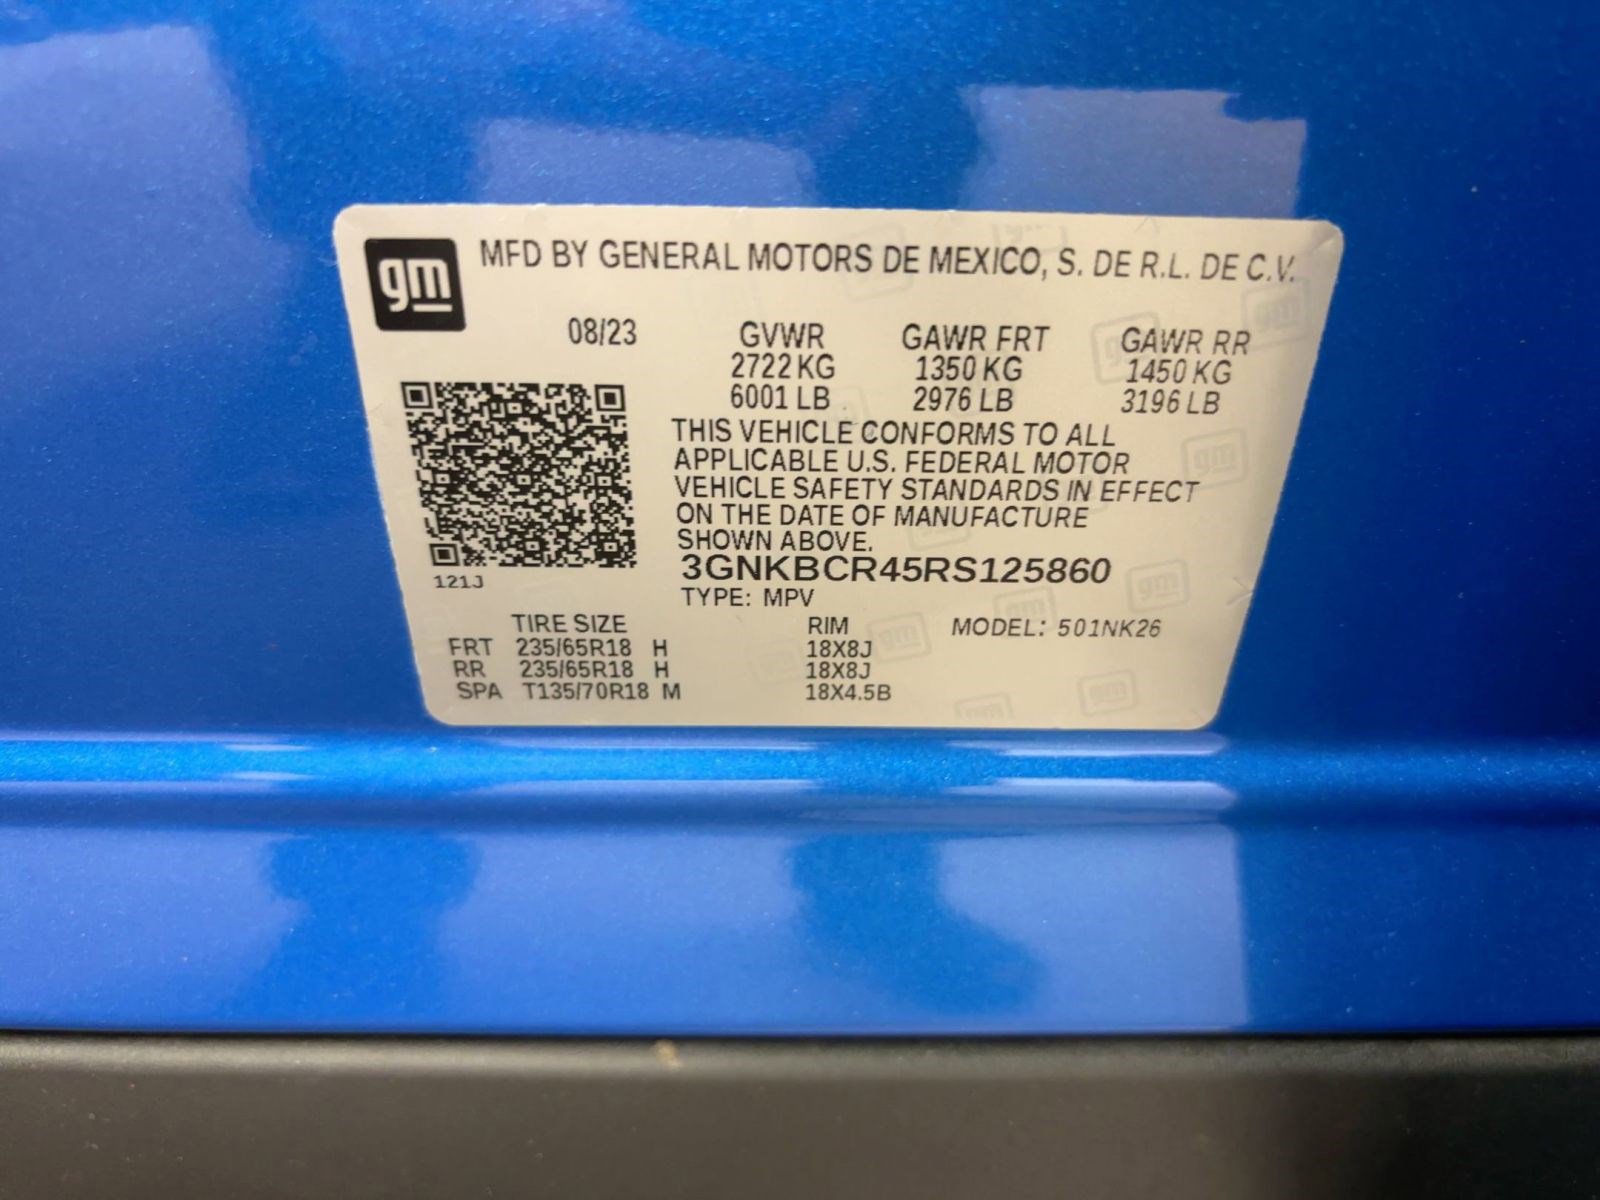 gm
MFD BY GENERAL MOTORS DE MEXICO, S. DE R.L. DE C.V.
08/23
GVWR GAWR FRT GAWR RR
2722 KG 1350 KG 1450 KG
6001 LB 2976 LB 3196 LB
THIS VEHICLE CONFORMS TO ALL
APPLICABLE U.S. FEDERAL MOTOR
VEHICLE SAFETY STANDARDS IN EFFECT
ON THE DATE OF MANUFACTURE
SHOWN ABOVE.
3GNKBCR45RS125860
121J
TYPE: MPV
TIRE SIZE RIM MODEL: 501NK26
FRT 235/65R18 H 18X8J
RR 235/65R18 H 18X8J
SPA T135/70R18 M 18X4.5B